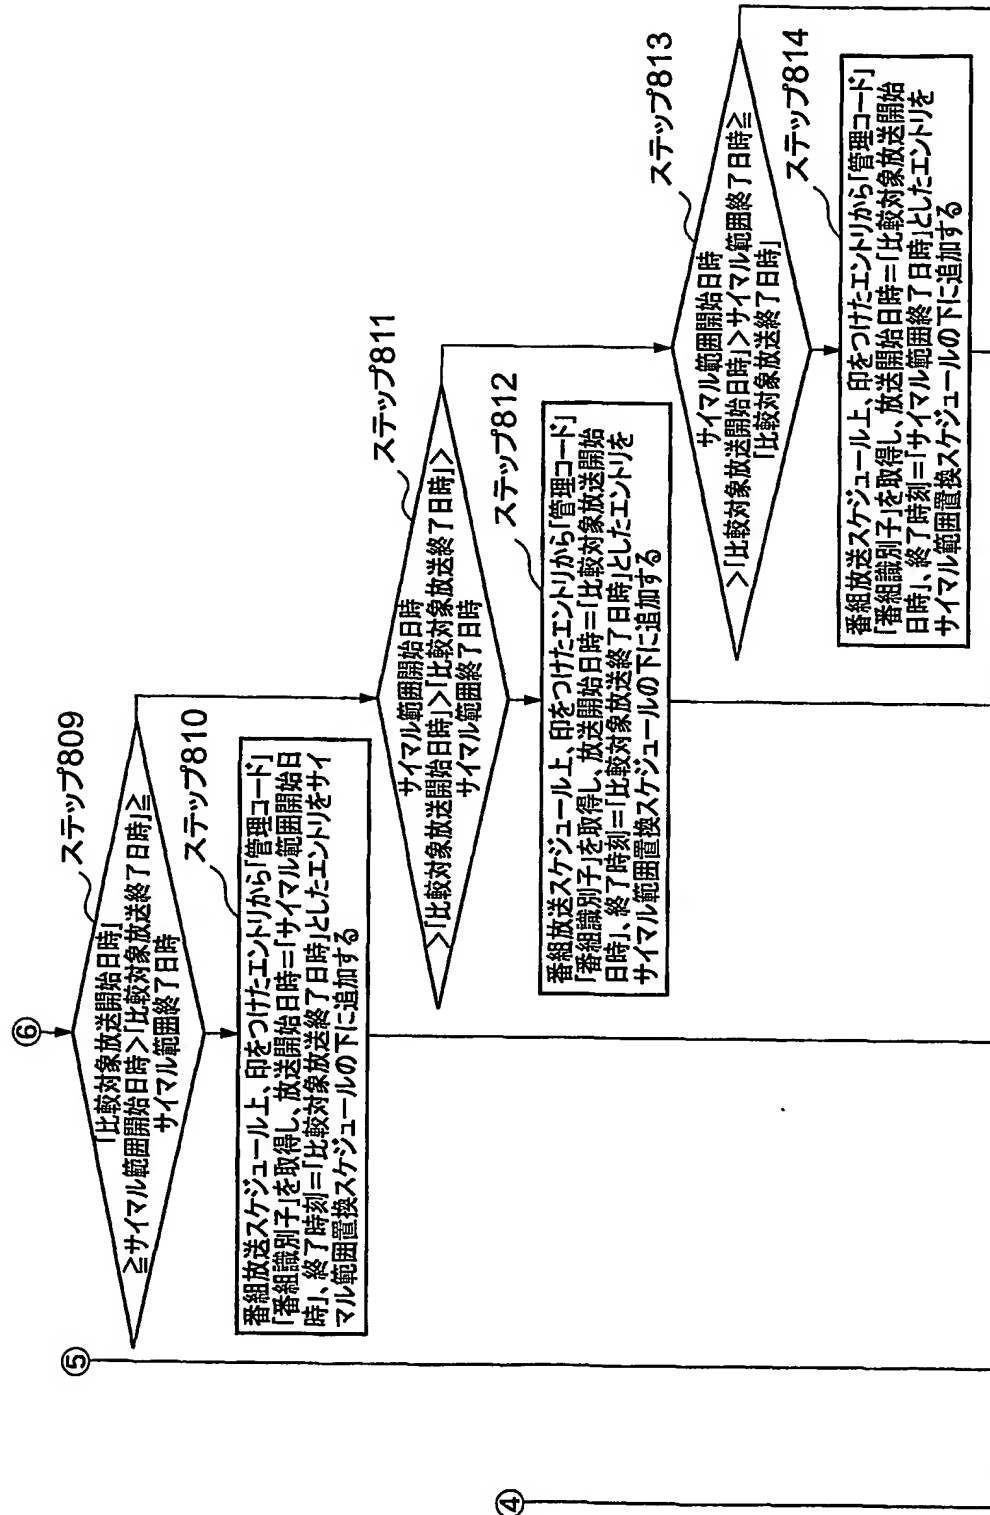 ⑥
ステップ809
「比較対象放送開始日時」
≧サイマル範囲開始日時>「比較対象放送終了日時」≧
サイマル範囲終了日時
ステップ810
番組放送スケジュール上、印をつけたエントリから「管理コード」
「番組識別子」を取得し、放送開始日時=「サイマル範囲開始日
時」、終了時刻=「比較対象放送終了日時」としたエントリをサイ
マル範囲置換スケジュールの下に追加する
ステップ811
サイマル範囲開始日時
>「比較対象放送開始日時」>「比較対象放送終了日時」>
サイマル範囲終了日時
ステップ812
番組放送スケジュール上、印をつけたエントリから「管理コード」
「番組識別子」を取得し、放送開始日時=「比較対象放送開始
日時」、終了時刻=「比較対象放送終了日時」としたエントリを
サイマル範囲置換スケジュールの下に追加する
ステップ813
サイマル範囲開始日時
>「比較対象放送開始日時」>サイマル範囲終了日時≧
「比較対象放送終了日時」
ステップ814
番組放送スケジュール上、印をつけたエントリから「管理コード」
「番組識別子」を取得し、放送開始日時=「比較対象放送開始
日時」、終了時刻=「サイマル範囲終了日時」としたエントリを
サイマル範囲置換スケジュールの下に追加する
⑤
④